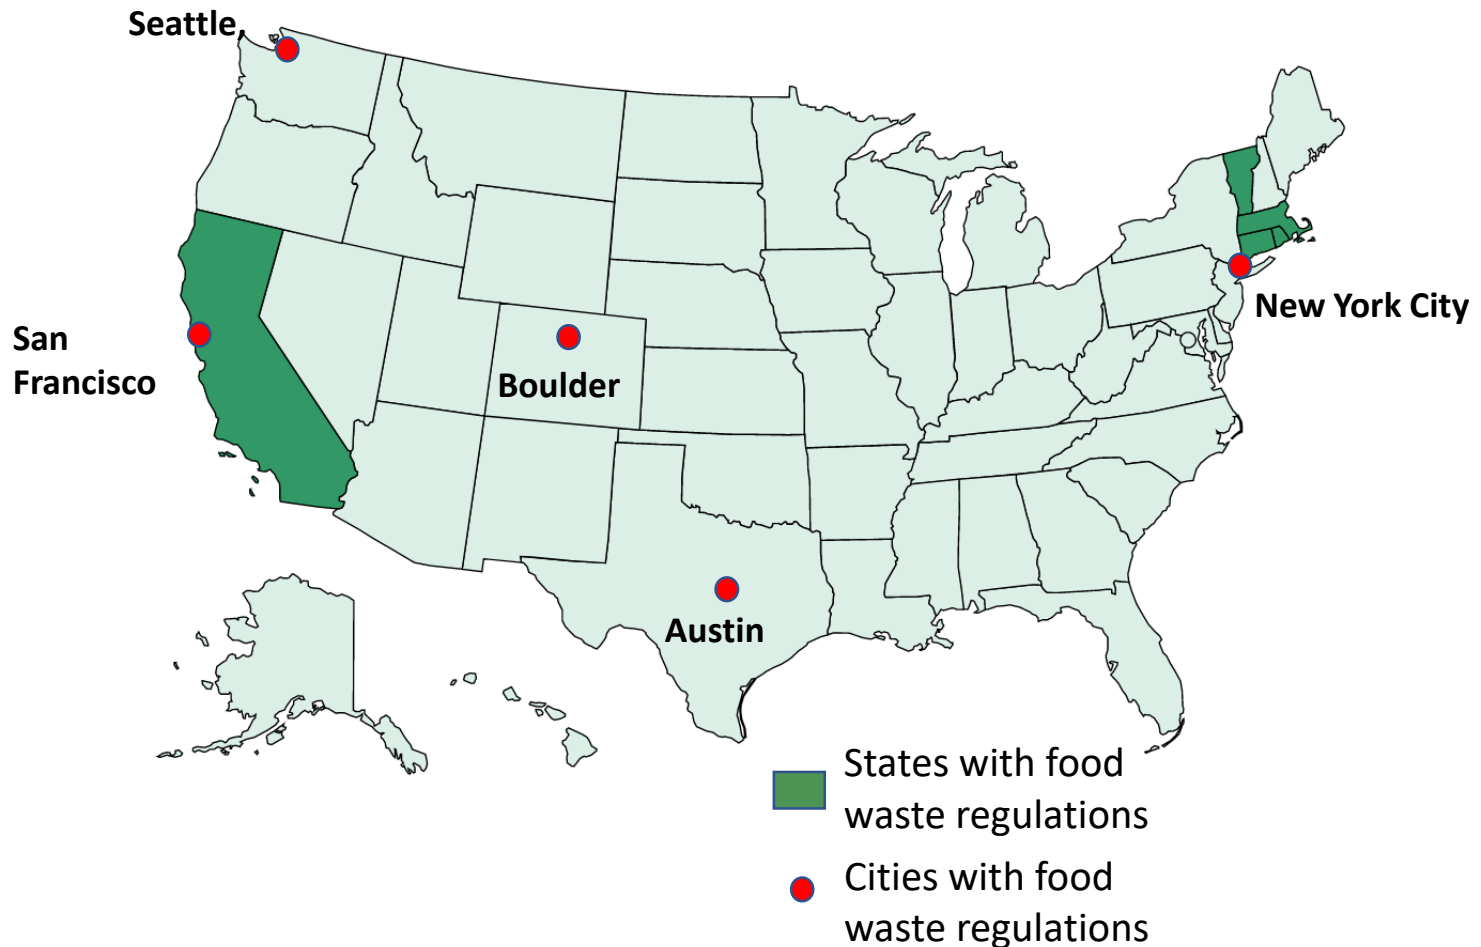 Seattle,
New York City
San
Francisco
Boulder
Austin
States with food
waste regulations
Cities with food
waste regulations